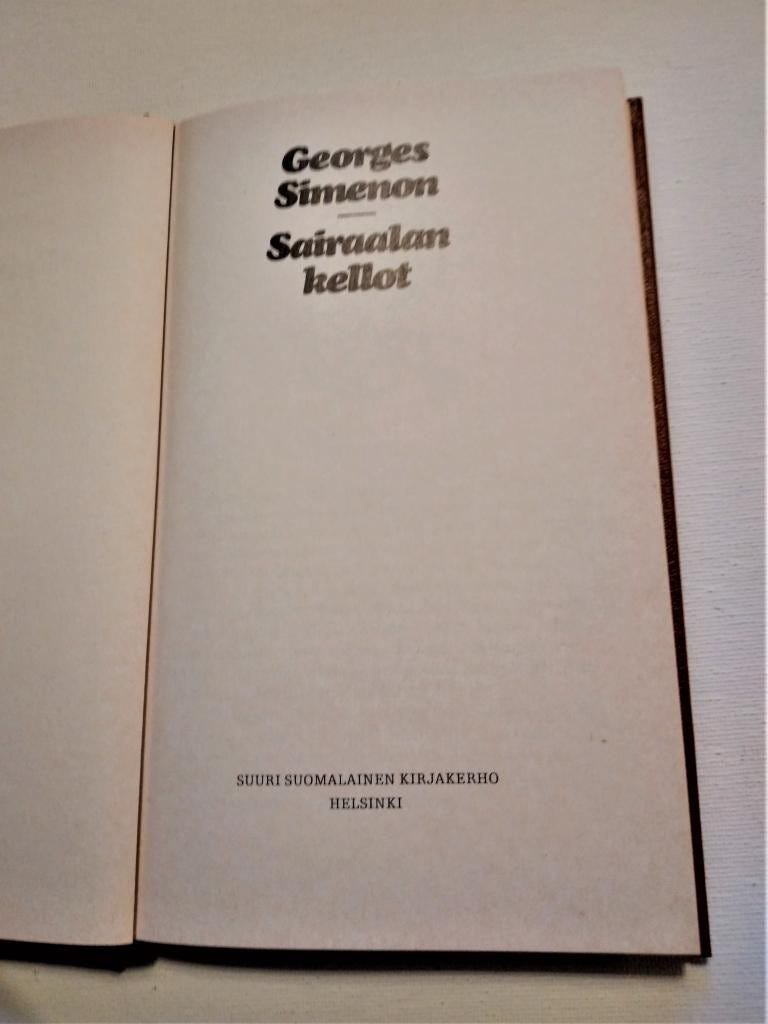 Georges
Simenon
Sairaalan
kellot
SUURI SUOMALAINEN KIRJAKERHO
HELSINKI